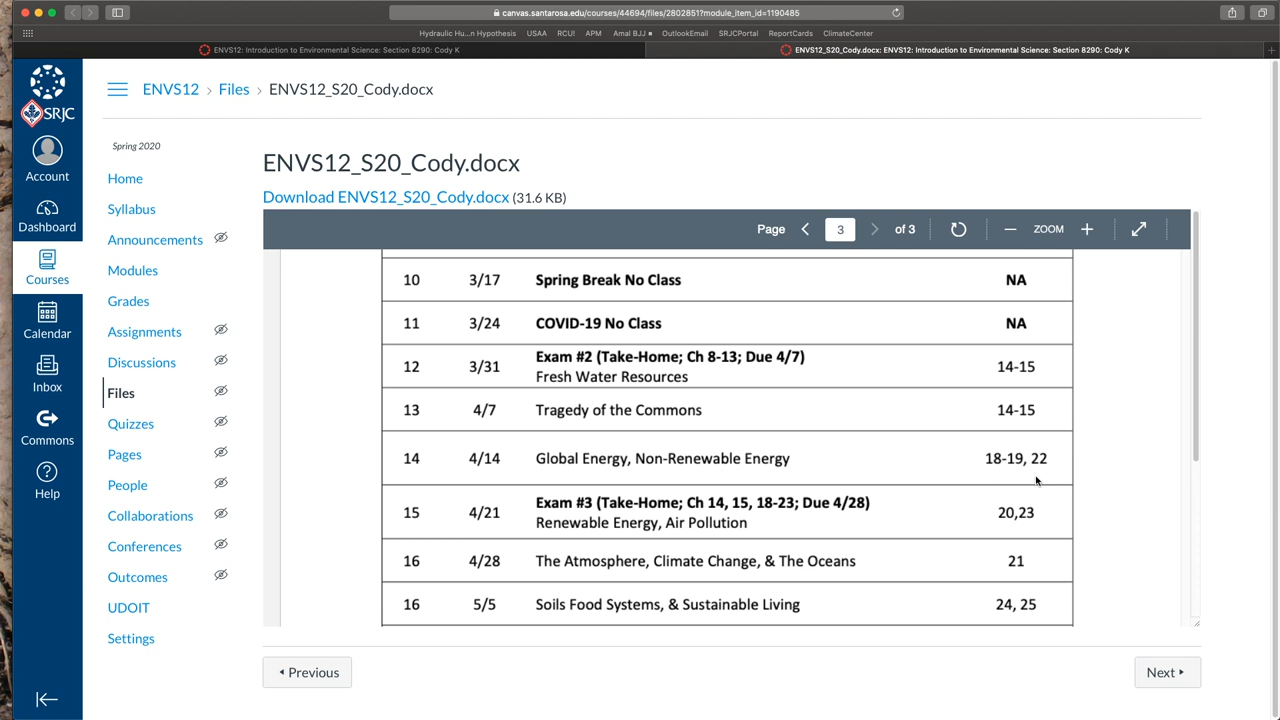 canvas.santarosa.edu/courses/44694/files/2802851?module_item_id=1190485
Hydraulic Hu...n Hypothesis USAA RCU! APM Amal BJJ OutlookEmail SRJCPortal ReportCards ClimateCenter
ENVS12: Introduction to Environmental Science: Section 8290: Cody K
ENVS12_S20_Cody.docx: ENVS12: Introduction to Environmental Science: Section 8290: Cody K
SRJC
Account
Dashboard
Courses
Calendar
Inbox
Commons
Help
ENVS12 › Files › ENVS12_S20_Cody.docx
Spring 2020
Home
Syllabus
Announcements
Modules
Grades
Assignments
Discussions
Files
Quizzes
Pages
People
Collaborations
Conferences
Outcomes
UDOIT
Settings
ENVS12_S20_Cody.docx
Download ENVS12_S20_Cody.docx (31.6 KB)
Page 3 of 3 ZOOM
10 3/17 Spring Break No Class NA
11 3/24 COVID-19 No Class NA
12 3/31 Exam #2 (Take-Home; Ch 8-13; Due 4/7)
Fresh Water Resources 14-15
13 4/7 Tragedy of the Commons 14-15
14 4/14 Global Energy, Non-Renewable Energy 18-19, 22
15 4/21 Exam #3 (Take-Home; Ch 14, 15, 18-23; Due 4/28)
Renewable Energy, Air Pollution 20,23
16 4/28 The Atmosphere, Climate Change, & The Oceans 21
16 5/5 Soils Food Systems, & Sustainable Living 24, 25
Previous
Next